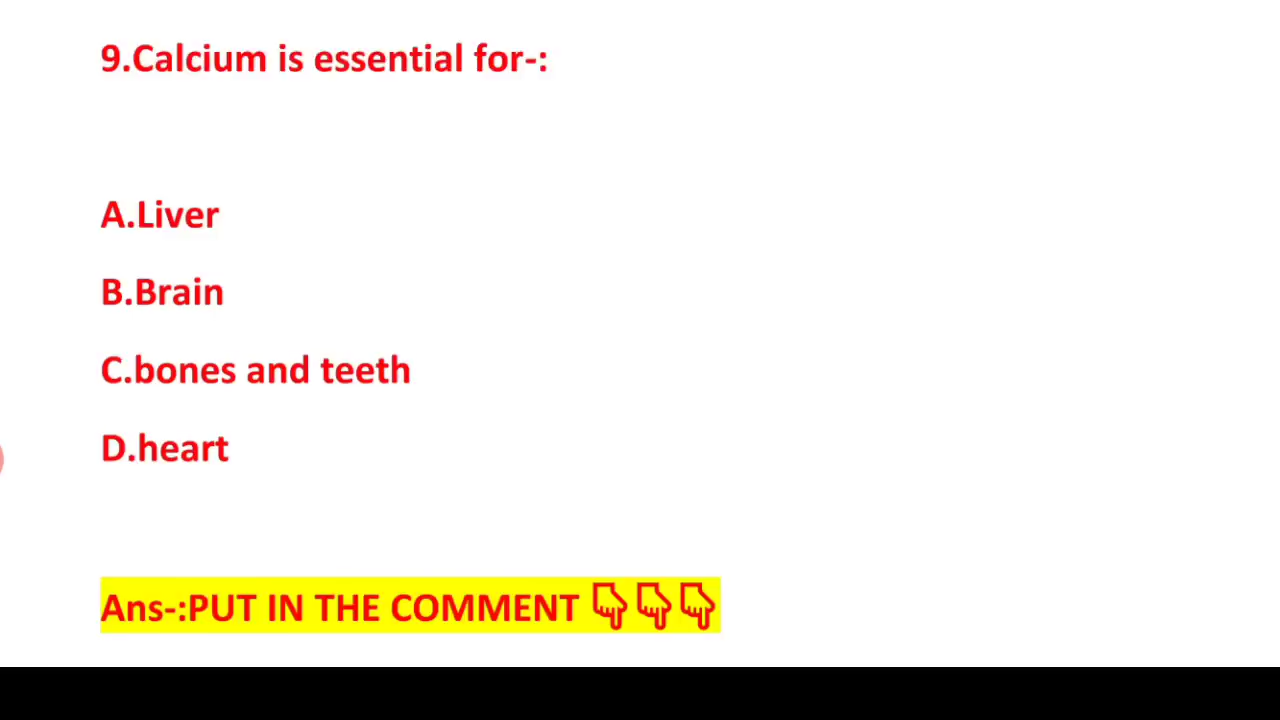 9.Calcium is essential for-:
A.Liver
B.Brain
C.bones and teeth
D.heart
Ans-:PUT IN THE COMMENT 👇👇👇